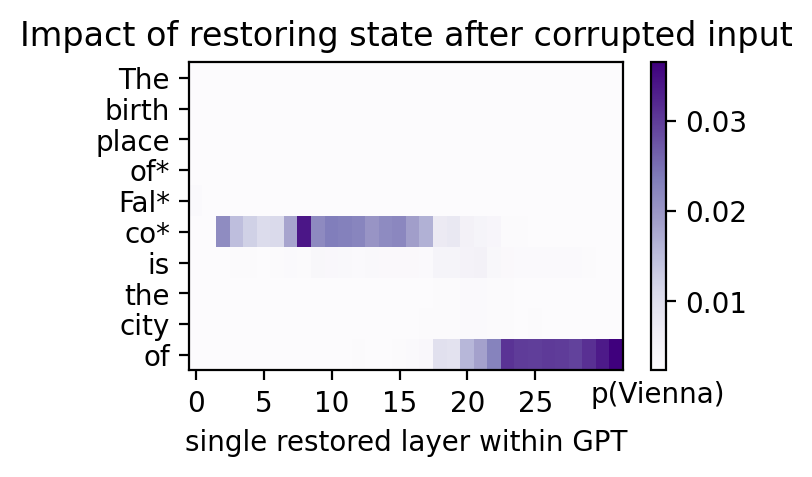 Impact of restoring state after corrupted input
The
birth
place
of*
Fal*
co*
is
the
city
of
0 5 10 15 20 25
single restored layer within GPT
0.03
0.02
0.01
p(Vienna)